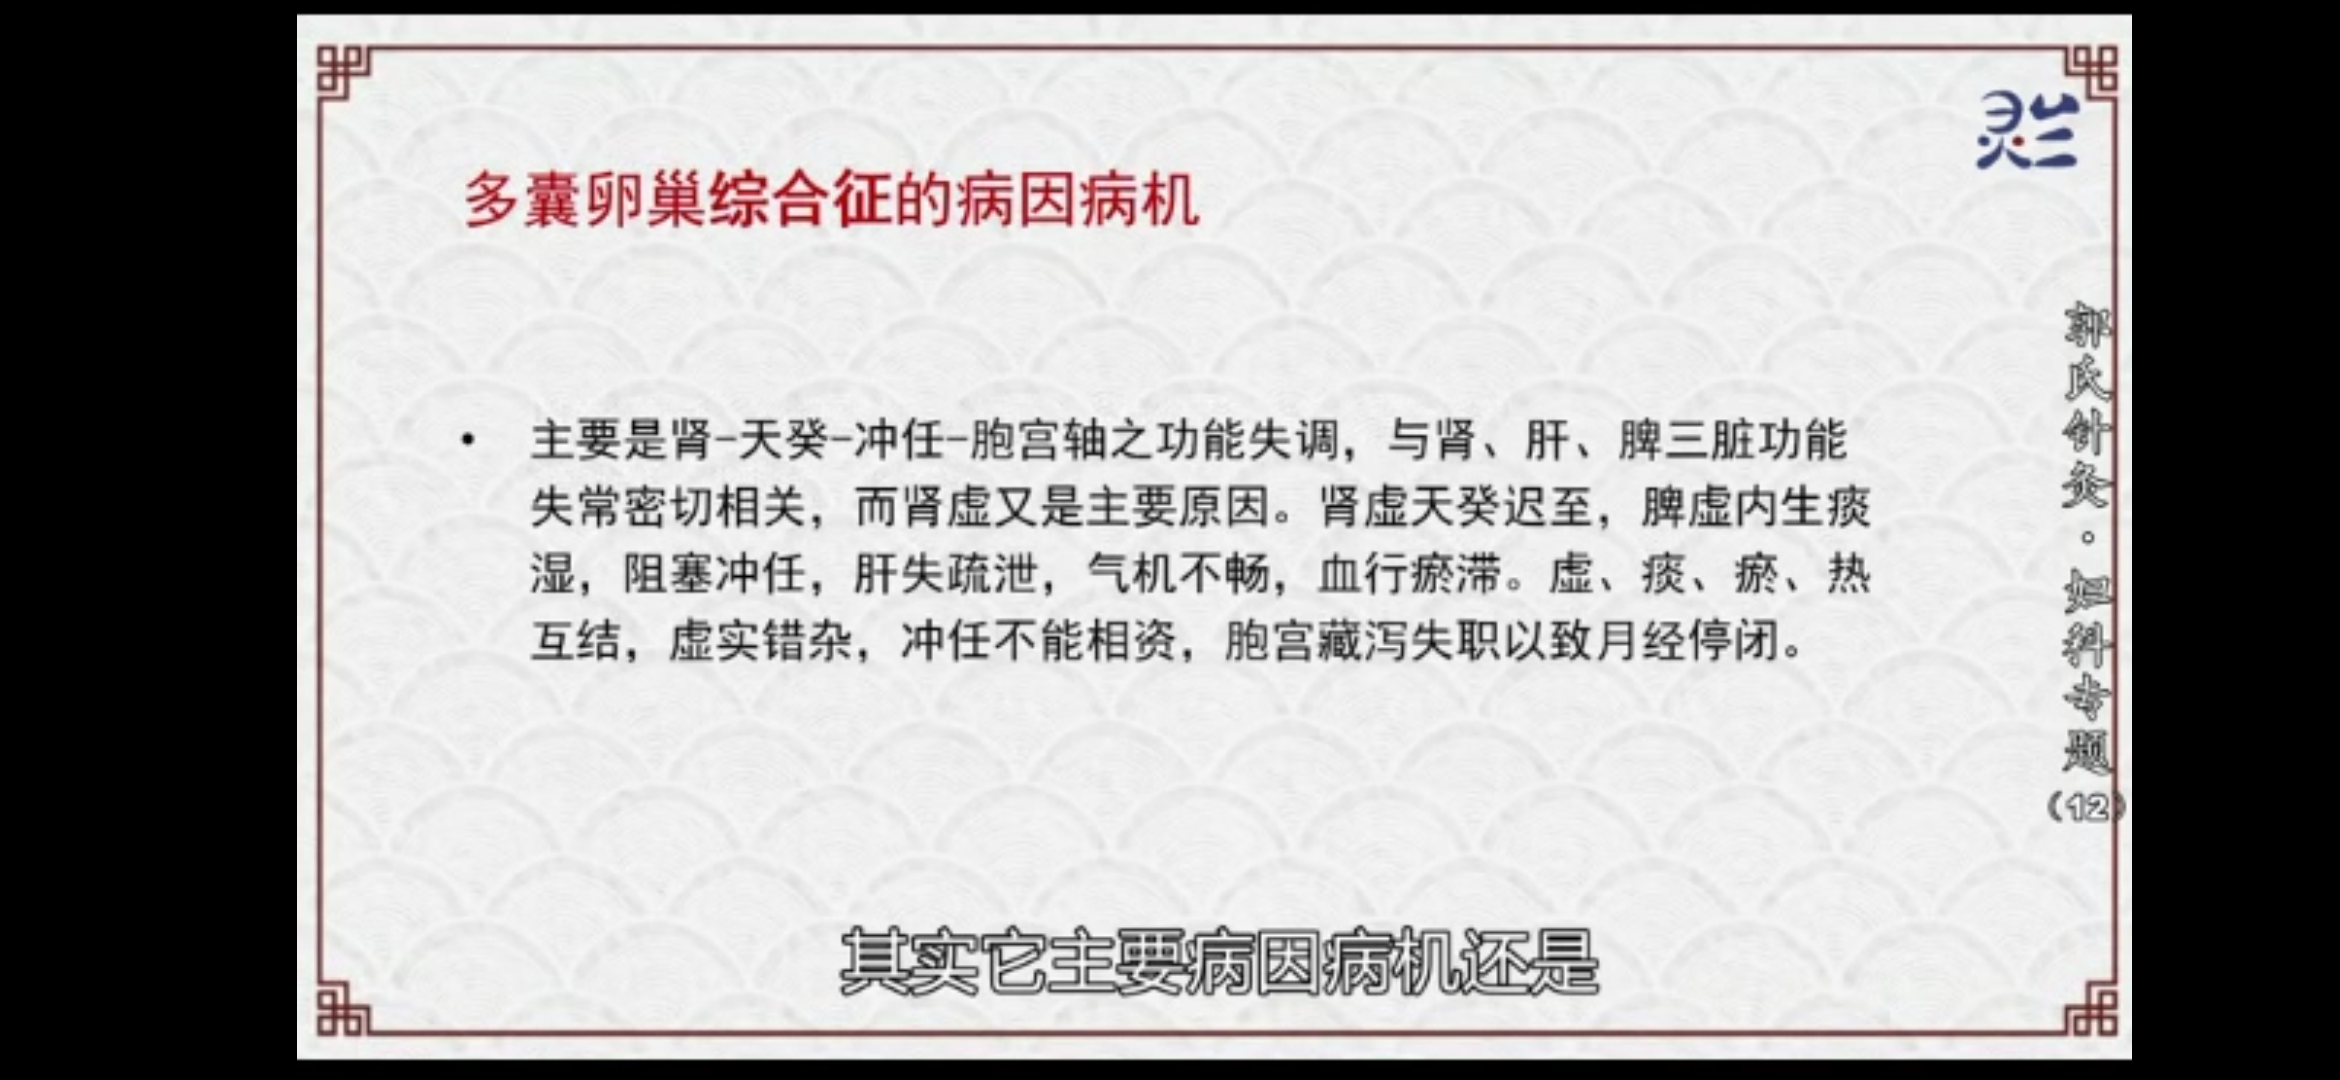 灵兰
多囊卵巢综合征的病因病机
• 主要是肾-天癸-冲任-胞宫轴之功能失调，与肾、肝、脾三脏功能
失常密切相关，而肾虚又是主要原因。肾虚天癸迟至，脾虚内生痰
湿，阻塞冲任，肝失疏泄，气机不畅，血行瘀滞。虚、痰、瘀、热
互结，虚实错杂，冲任不能相资，胞宫藏泻失职以致月经停闭。
郭氏针灸·妇科专题(12)
其实它主要病因病机还是